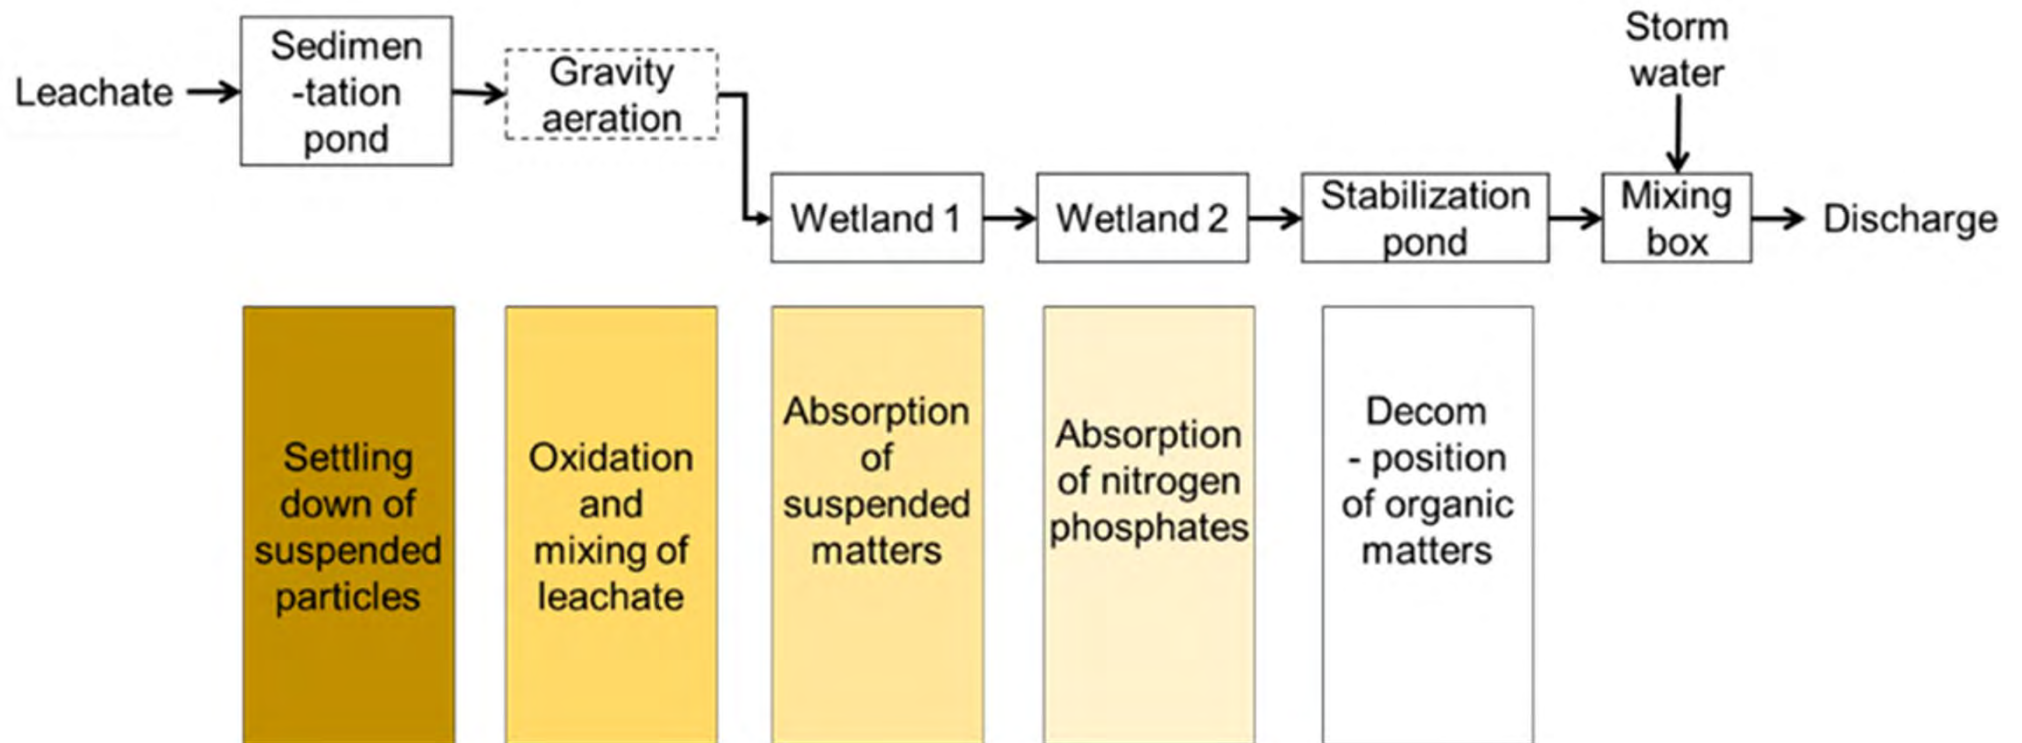 Leachate
Sedimen
-tation
pond
Gravity
aeration
Wetland 1
Wetland 2
Stabilization
pond
Storm
water
Mixing
box
Discharge
Settling
down of
suspended
particles
Oxidation
and
mixing of
leachate
Absorption
of
suspended
matters
Absorption
of nitrogen
phosphates
Decom
- position
of organic
matters